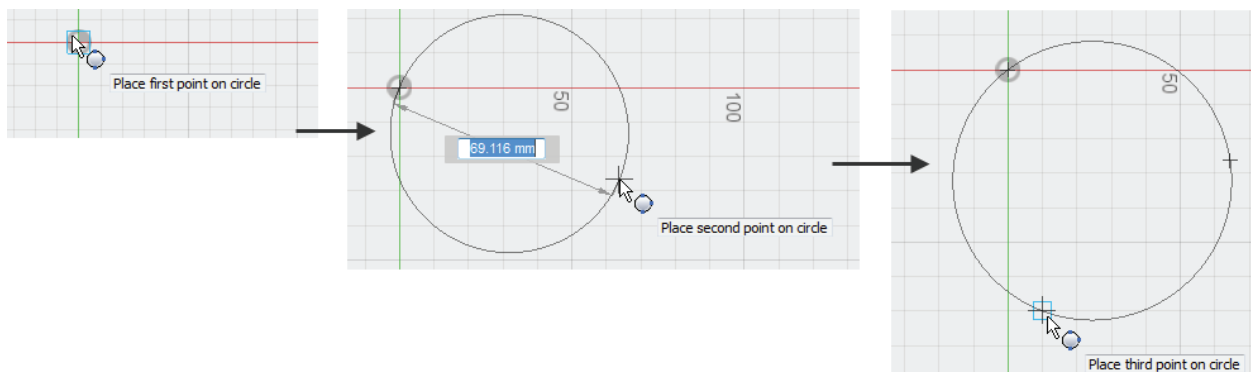 Place first point on circle
50
100
69.116 mm
Place second point on circle
50
Place third point on circle